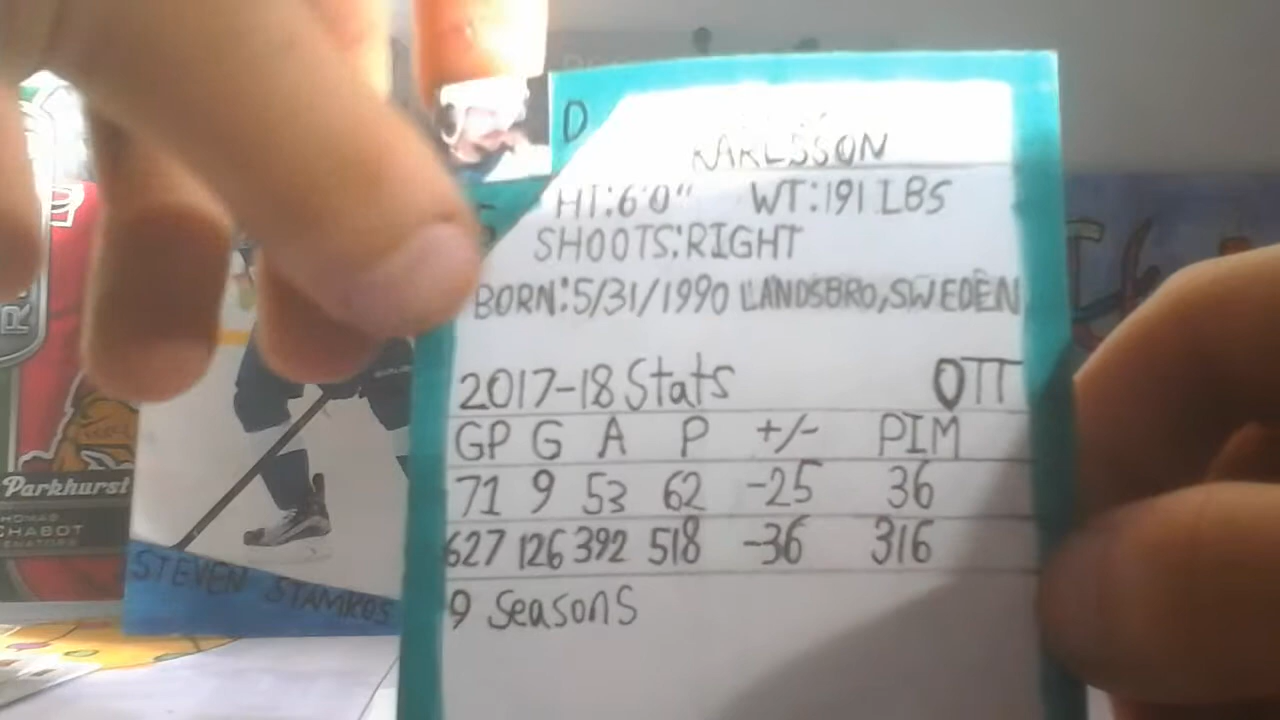 D
KARLSSON
HT:6'0" WT:191 LBS
SHOOTS:RIGHT
BORN:5/31/1990 LANDSBRO,SWEDEN
2017-18 Stats OTT
GP G A P +/- PIM
71 9 53 62 -25 36
627 126 392 518 -36 316
9 Seasons
Parkhurst
CHABOT
STEVEN STAMKOS